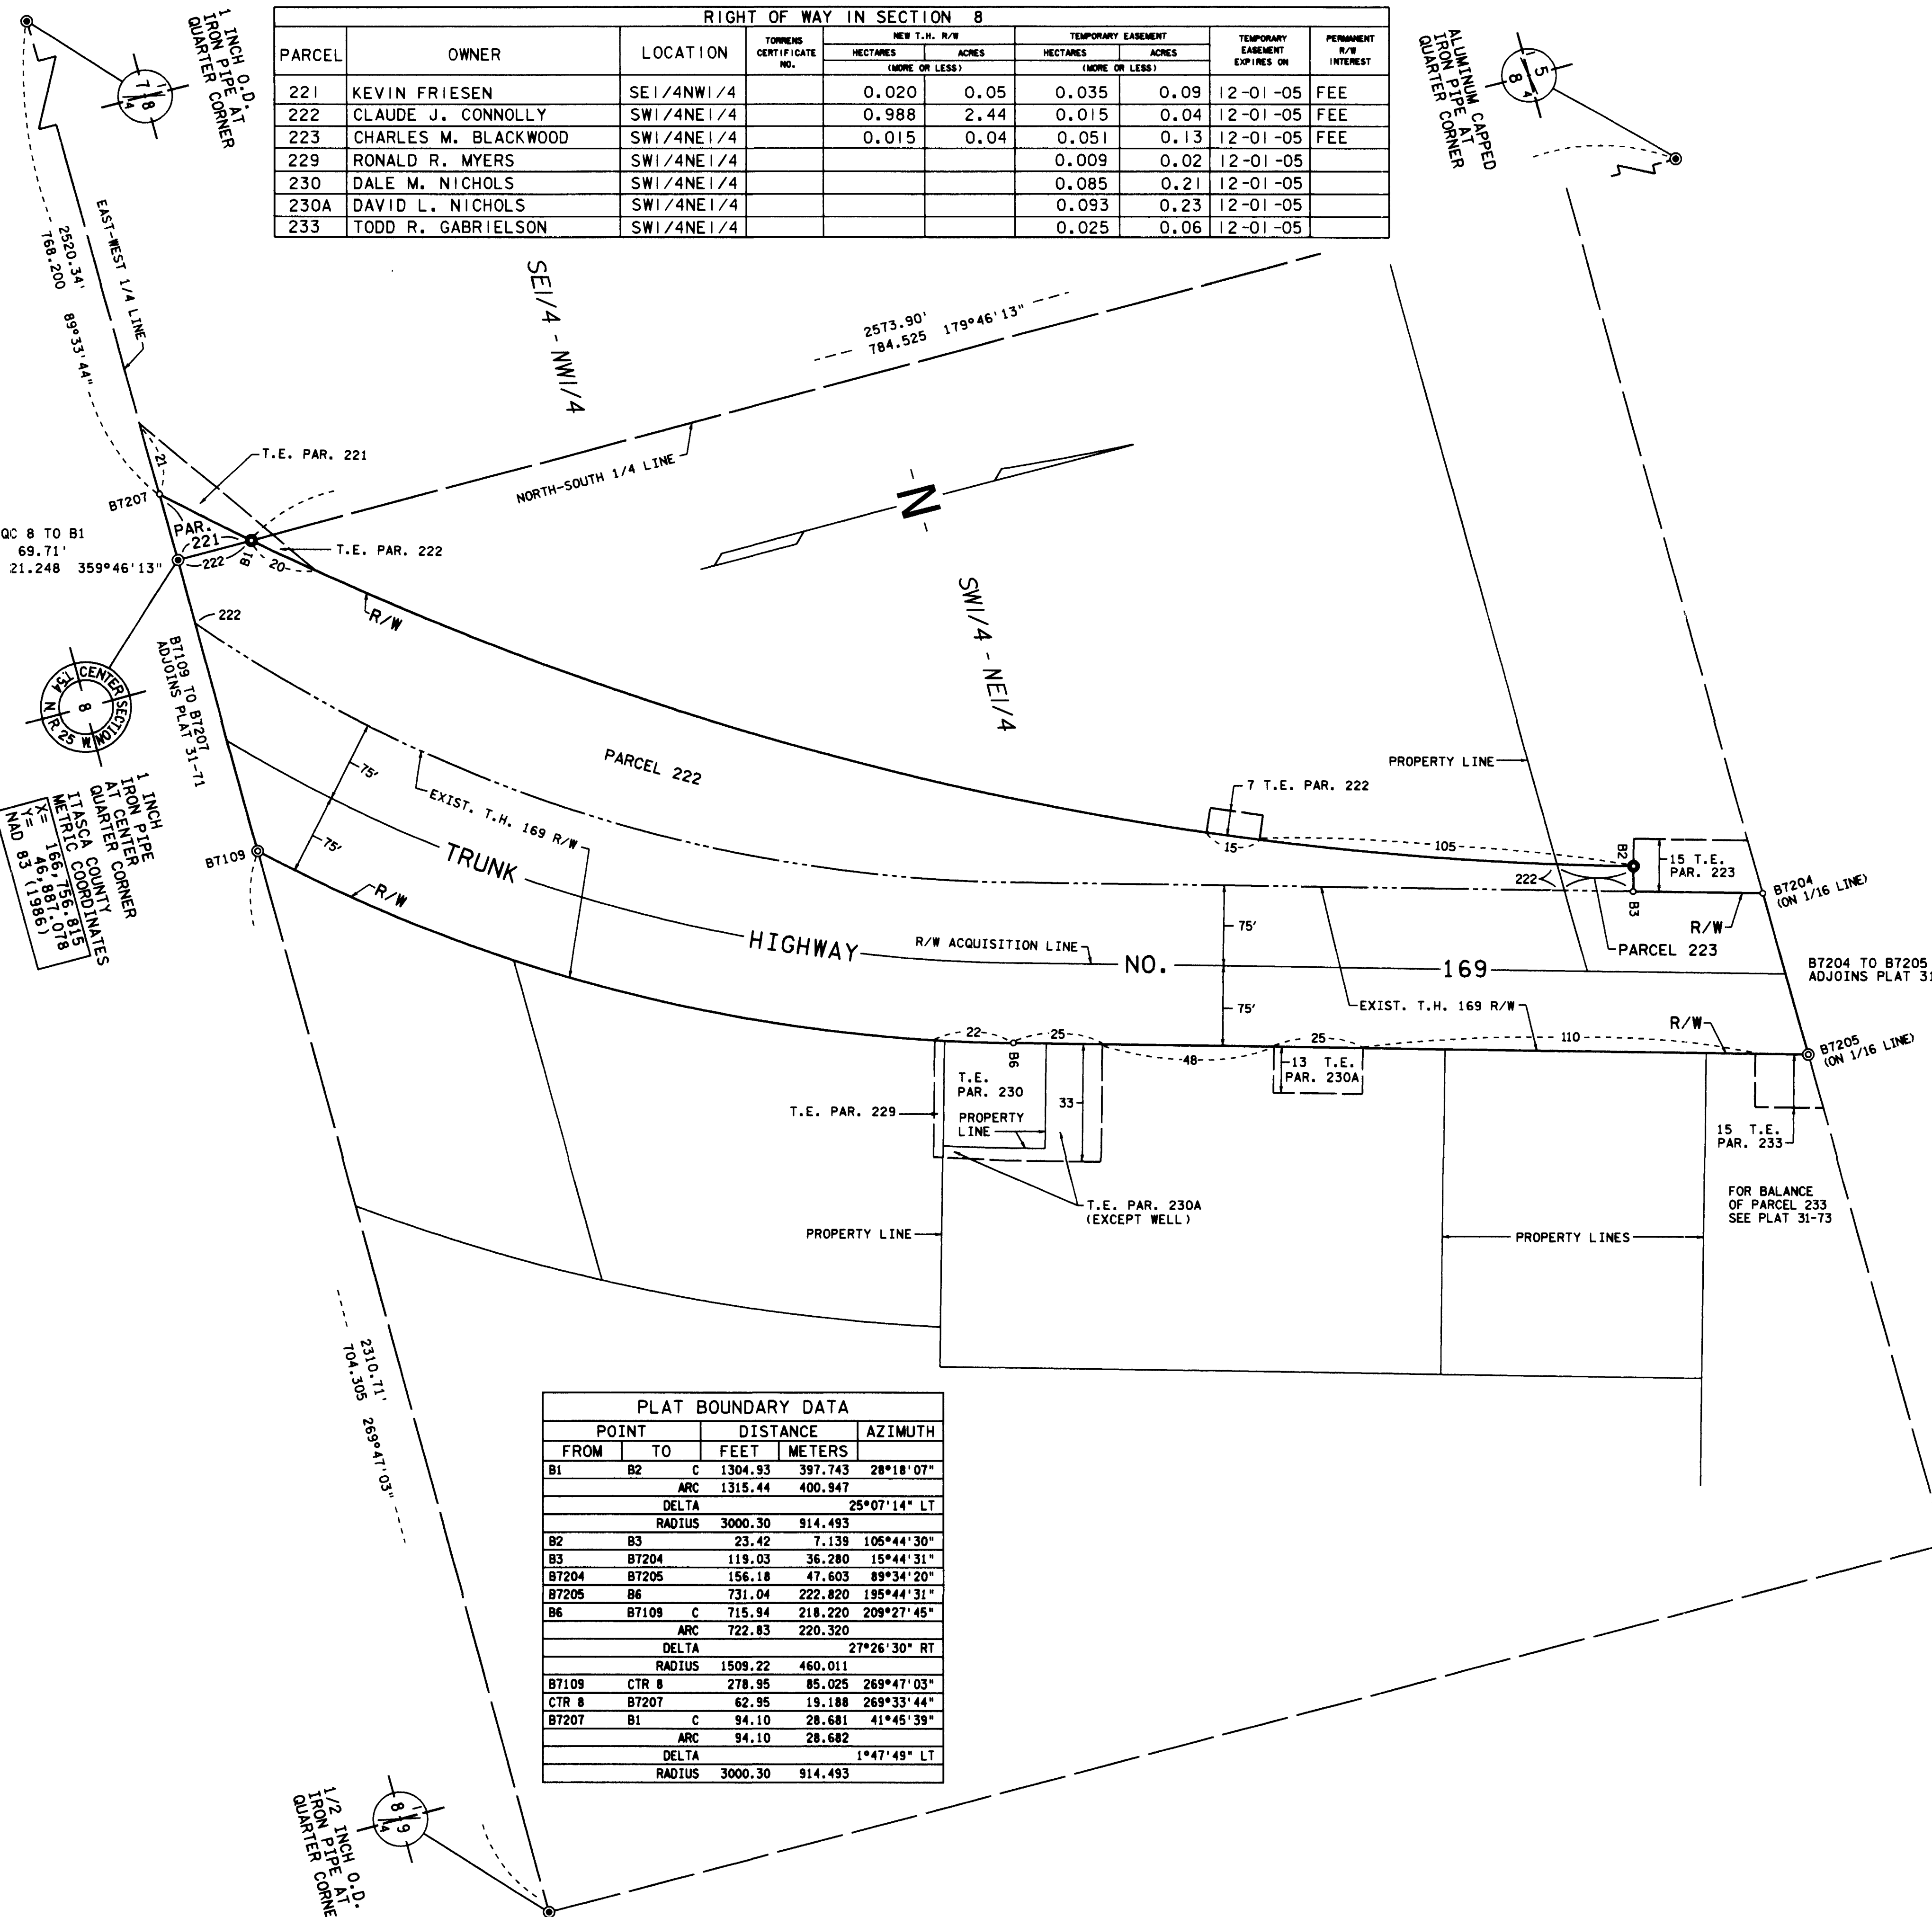 RIGHT OF WAY IN SECTION 8
PARCEL OWNER LOCATION TORRENS CERTIFICATE NO. NEW T.H. R/W TEMPORARY EASEMENT TEMPORARY EASEMENT EXPIRES ON PERMANENT R/W INTEREST
HECTARES ACRES HECTARES ACRES
(MORE OR LESS) (MORE OR LESS)
221 KEVIN FRIESEN SE1/4NW1/4 0.020 0.05 0.035 0.09 12-01-05 FEE
222 CLAUDE J. CONNOLLY SW1/4NE1/4 0.988 2.44 0.015 0.04 12-01-05 FEE
223 CHARLES M. BLACKWOOD SW1/4NE1/4 0.015 0.04 0.051 0.13 12-01-05 FEE
229 RONALD R. MYERS SW1/4NE1/4 0.009 0.02 12-01-05
230 DALE M. NICHOLS SW1/4NE1/4 0.085 0.21 12-01-05
230A DAVID L. NICHOLS SW1/4NE1/4 0.093 0.23 12-01-05
233 TODD R. GABRIELSON SW1/4NE1/4 0.025 0.06 12-01-05
1 INCH O.D.
IRON PIPE AT
QUARTER CORNER
7 8
1
4
ALUMINUM CAPPED
IRON PIPE AT
QUARTER CORNER
5
8
1
4
EAST-WEST 1/4 LINE
2520.34'
768.200 89°33'44"
SE1/4 - NW1/4
2573.90'
784.525 179°46'13"
NORTH-SOUTH 1/4 LINE
N
SW1/4 - NE1/4
21
T.E. PAR. 221
B7207
PAR.
221
222
B1
20
T.E. PAR. 222
QC 8 TO B1
69.71'
21.248 359°46'13"
222
R/W
B7109 TO B7207
ADJOINS PLAT 31-71
CENTER SECTION
8
T.54 N. R 25 W.
1 INCH
IRON PIPE
AT CENTER
QUARTER CORNER
ITASCA COUNTY
METRIC COORDINATES
X= 166,756.815
Y= 46,887.078
NAD 83 (1986)
75'
75'
EXIST. T.H. 169 R/W
PARCEL 222
B7109
R/W
TRUNK
HIGHWAY
R/W ACQUISITION LINE
NO.
169
75'
75'
7 T.E. PAR. 222
15
105
PROPERTY LINE
B2
15 T.E.
PAR. 223
222
B3
B7204
(ON 1/16 LINE)
R/W
PARCEL 223
B7204 TO B7205
ADJOINS PLAT 31
EXIST. T.H. 169 R/W
R/W
B7205
(ON 1/16 LINE)
22
25
B6
48
25
110
T.E.
PAR. 230
PROPERTY
LINE
33
13 T.E.
PAR. 230A
T.E. PAR. 229
T.E. PAR. 230A
(EXCEPT WELL)
PROPERTY LINE
PROPERTY LINES
15 T.E.
PAR. 233
FOR BALANCE
OF PARCEL 233
SEE PLAT 31-73
2310.71'
704.305 269°47'03"
PLAT BOUNDARY DATA
POINT DISTANCE AZIMUTH
FROM TO FEET METERS
B1 B2 C 1304.93 397.743 28°18'07"
ARC 1315.44 400.947
DELTA 25°07'14" LT
RADIUS 3000.30 914.493
B2 B3 23.42 7.139 105°44'30"
B3 B7204 119.03 36.280 15°44'31"
B7204 B7205 156.18 47.603 89°34'20"
B7205 B6 731.04 222.820 195°44'31"
B6 B7109 C 715.94 218.220 209°27'45"
ARC 722.83 220.320
DELTA 27°26'30" RT
RADIUS 1509.22 460.011
B7109 CTR 8 278.95 85.025 269°47'03"
CTR 8 B7207 62.95 19.188 269°33'44"
B7207 B1 C 94.10 28.681 41°45'39"
ARC 94.10 28.682
DELTA 1°47'49" LT
RADIUS 3000.30 914.493
1/2 INCH O.D.
IRON PIPE AT
QUARTER CORNE
8 9
1
4